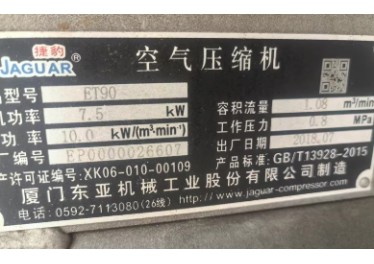 捷豹
JAGUAR®
空气压缩机
型号 ET90
功率 7.5 kW
容积流量 1.08 m³/min
功率 10.0 kW/(m³·min⁻¹)
工作压力 0.8 MPa
厂编号 EP0000026607
出厂日期 2018.07
产许可证编号:XK06-010-00109
产品标准:GB/T13928-2015
厦门东亚机械工业股份有限公司制造
电话:0592-7113080(26线) http://www.jaguar-compressor.com